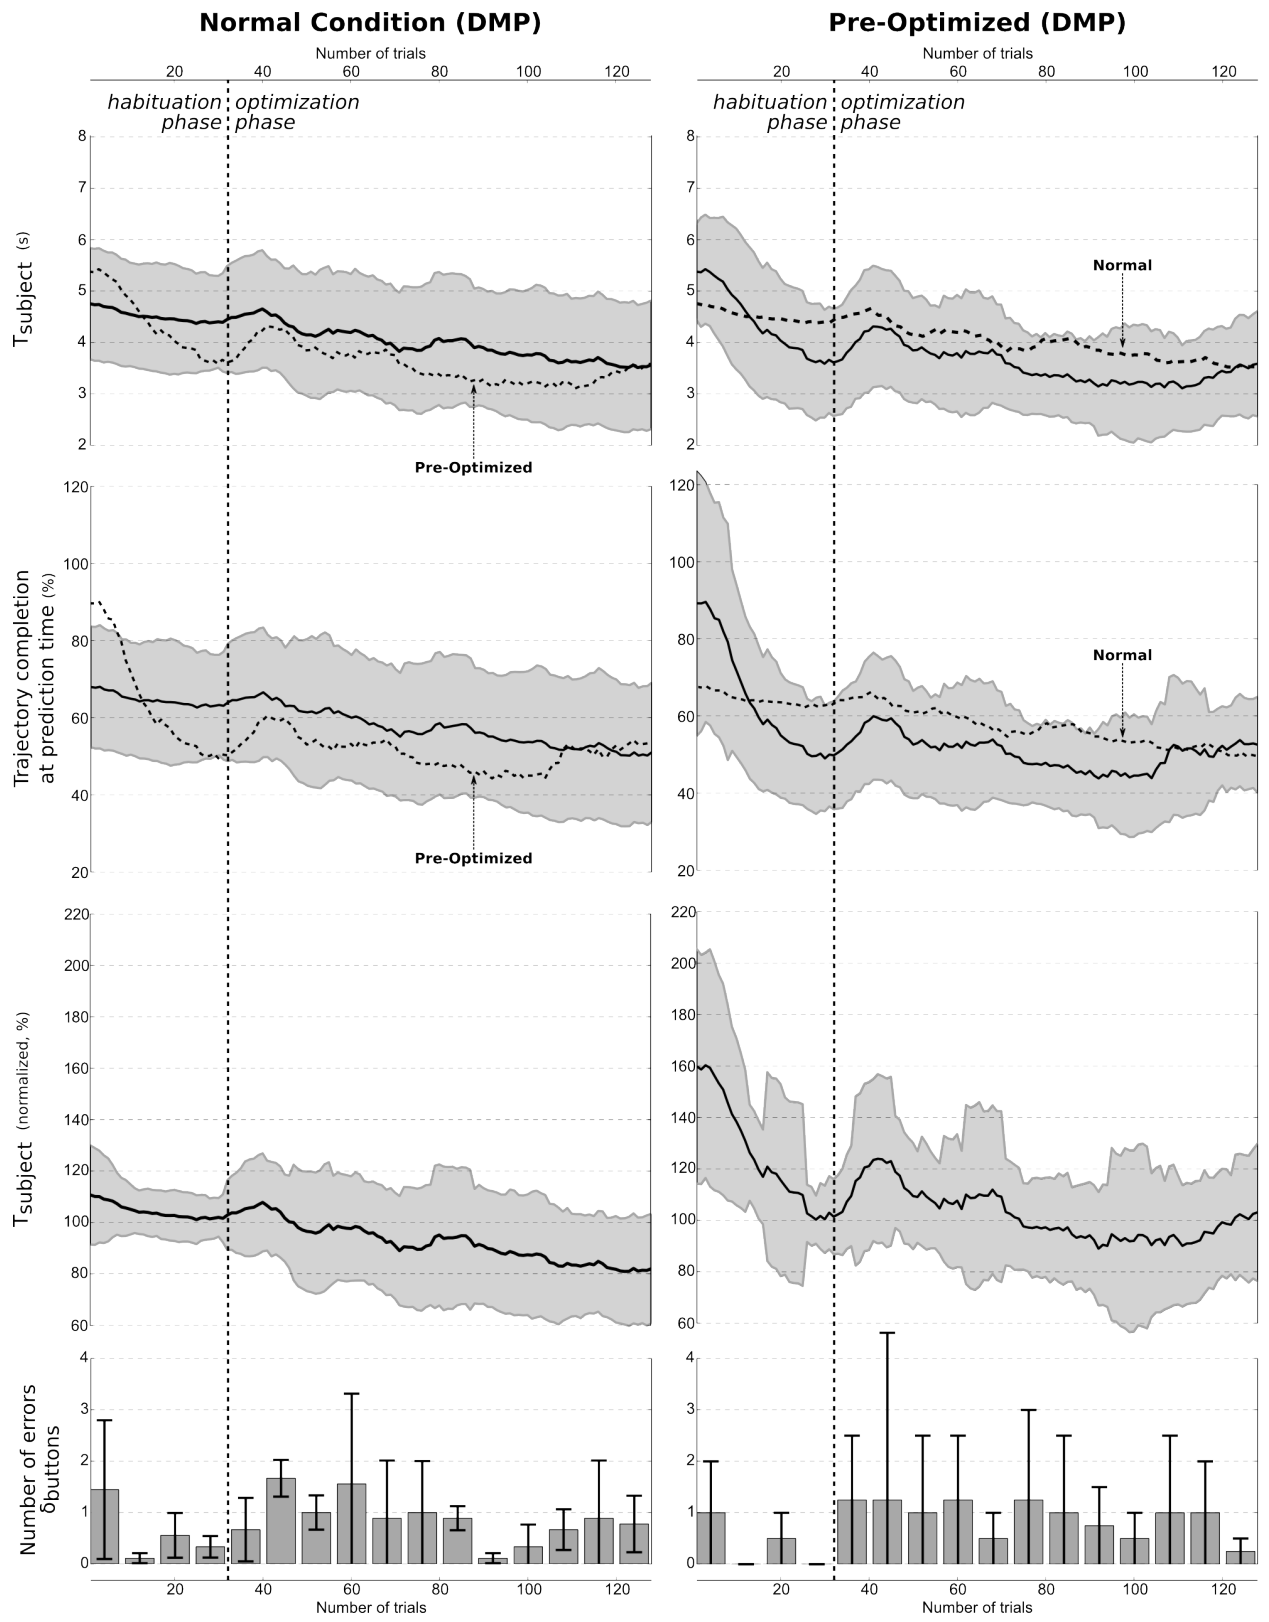 Normal Condition (DMP)
Number of trials
20 40 60 80 100 120
habituation phase
optimization phase
Tsubject (s)
8
7
6
5
4
3
2
Pre-Optimized
Trajectory completion
at prediction time (%)
120
100
80
60
40
20
Pre-Optimized
Tsubject (normalized, %)
220
200
180
160
140
120
100
80
60
Number of errors
δbuttons
4
3
2
1
0
20 40 60 80 100 120
Number of trials
Pre-Optimized (DMP)
Number of trials
20 40 60 80 100 120
habituation phase
optimization phase
8
7
6
5
4
3
2
Normal
120
100
80
60
40
20
Normal
220
200
180
160
140
120
100
80
60
4
3
2
1
0
20 40 60 80 100 120
Number of trials